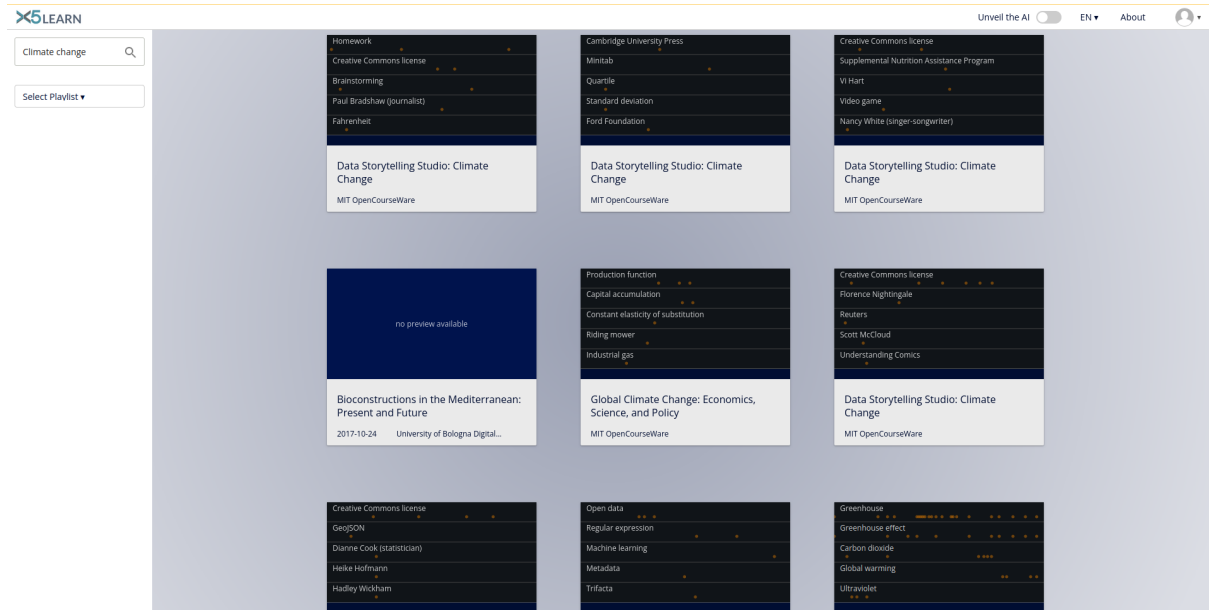 X5LEARN
Unveil the AI
EN ▾
About
Climate change
Select Playlist ▾
Homework
Creative Commons license
Brainstorming
Paul Bradshaw (journalist)
Fahrenheit
Data Storytelling Studio: Climate
Change
MIT OpenCourseWare
Cambridge University Press
Minitab
Quartile
Standard deviation
Ford Foundation
Data Storytelling Studio: Climate
Change
MIT OpenCourseWare
Creative Commons license
Supplemental Nutrition Assistance Program
Vi Hart
Video game
Nancy White (singer-songwriter)
Data Storytelling Studio: Climate
Change
MIT OpenCourseWare
no preview available
Bioconstructions in the Mediterranean:
Present and Future
2017-10-24 University of Bologna Digital...
Production function
Capital accumulation
Constant elasticity of substitution
Riding mower
Industrial gas
Global Climate Change: Economics,
Science, and Policy
MIT OpenCourseWare
Creative Commons license
Florence Nightingale
Reuters
Scott McCloud
Understanding Comics
Data Storytelling Studio: Climate
Change
MIT OpenCourseWare
Creative Commons license
GeoJSON
Dianne Cook (statistician)
Heike Hofmann
Hadley Wickham
Open data
Regular expression
Machine learning
Metadata
Trifacta
Greenhouse
Greenhouse effect
Carbon dioxide
Global warming
Ultraviolet